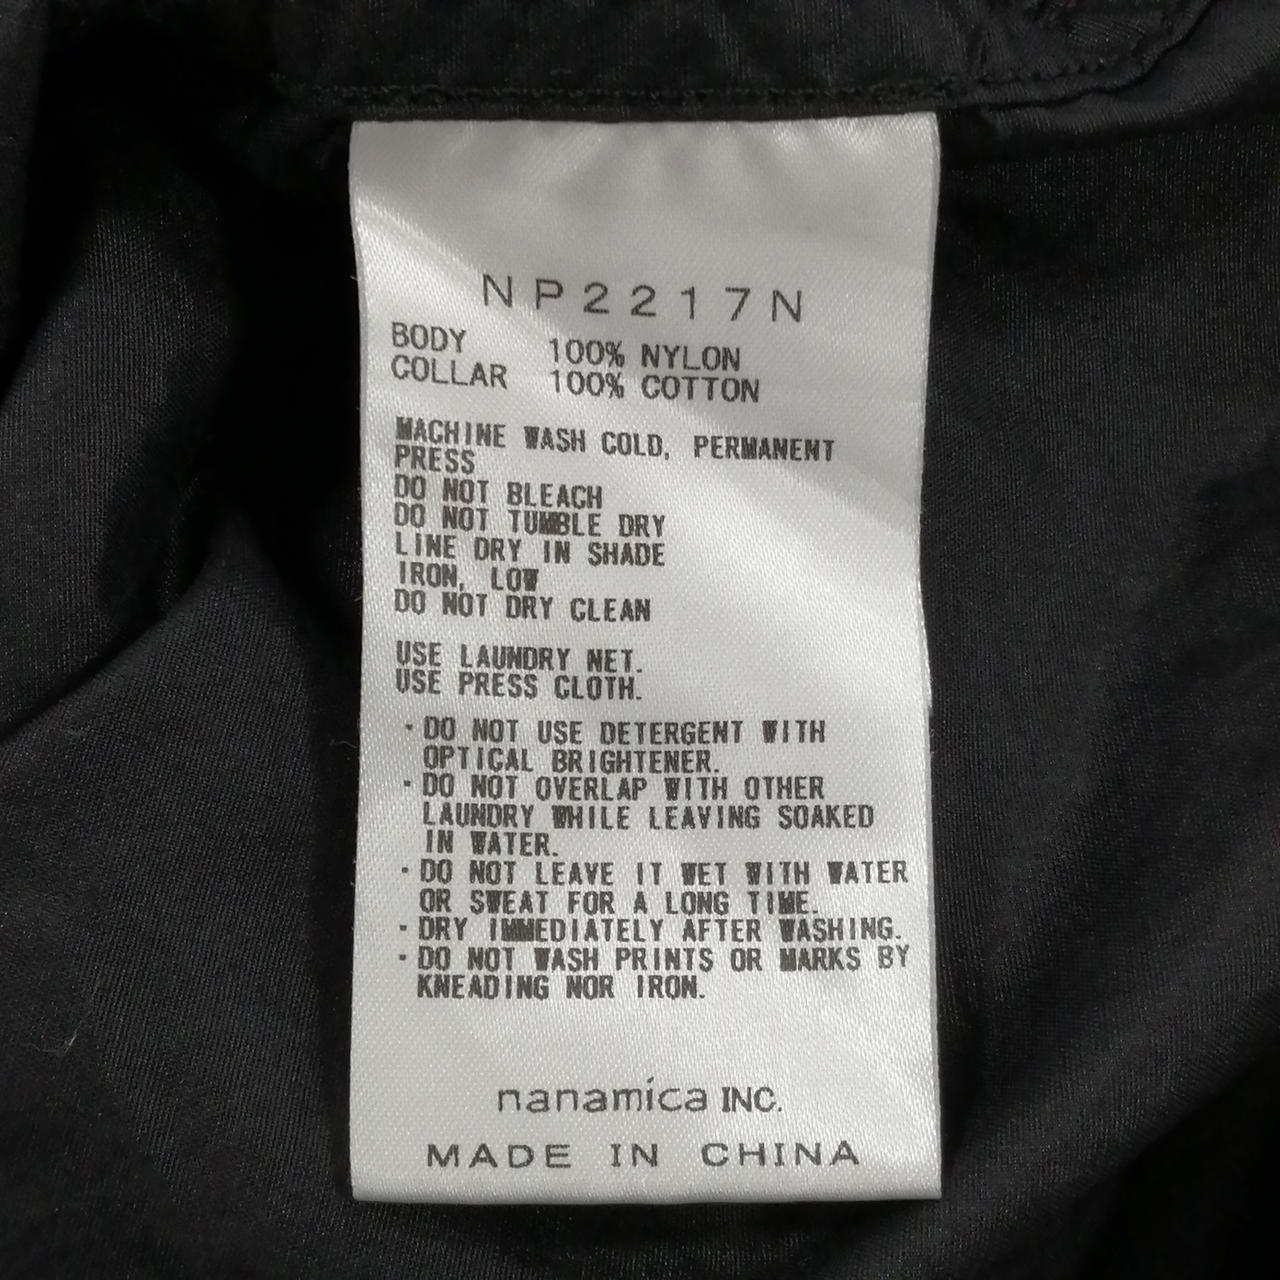 NP2217N
BODY 100% NYLON
COLLAR 100% COTTON
MACHINE WASH COLD, PERMANENT
PRESS
DO NOT BLEACH
DO NOT TUMBLE DRY
LINE DRY IN SHADE
IRON, LOW
DO NOT DRY CLEAN
USE LAUNDRY NET.
USE PRESS CLOTH.
・DO NOT USE DETERGENT WITH
OPTICAL BRIGHTENER.
・DO NOT OVERLAP WITH OTHER
LAUNDRY WHILE LEAVING SOAKED
IN WATER.
・DO NOT LEAVE IT WET WITH WATER
OR SWEAT FOR A LONG TIME.
・DRY IMMEDIATELY AFTER WASHING.
・DO NOT WASH PRINTS OR MARKS BY
KNEADING NOR IRON.
nanamica INC.
MADE IN CHINA